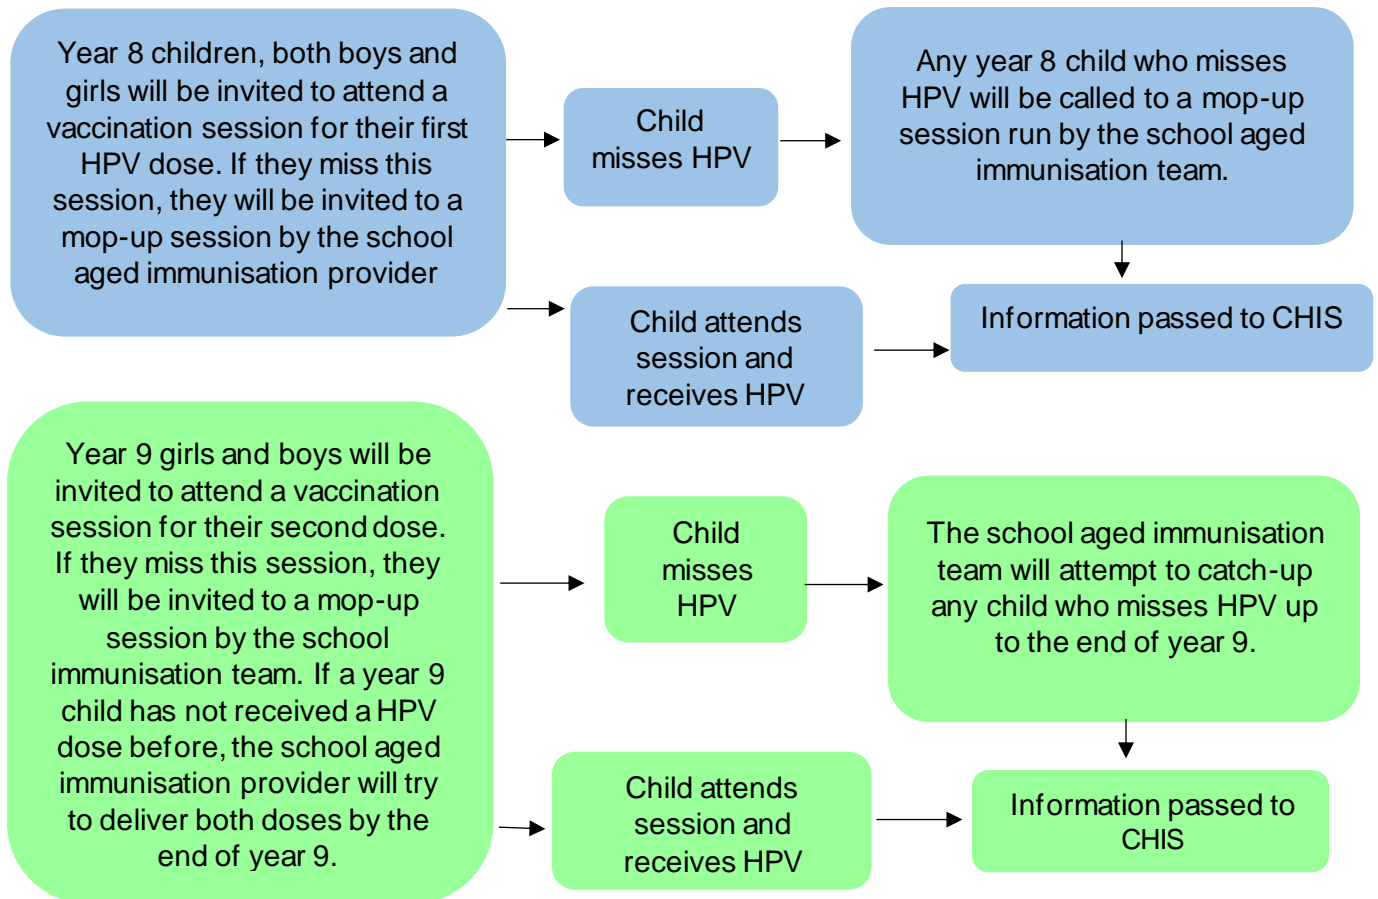 Year 8 children, both boys and
girls will be invited to attend a
vaccination session for their first
HPV dose. If they miss this
session, they will be invited to a
mop-up session by the school
aged immunisation provider
Child
misses HPV
Any year 8 child who misses
HPV will be called to a mop-up
session run by the school aged
immunisation team.
Child attends
session and
receives HPV
Information passed to CHIS
Year 9 girls and boys will be
invited to attend a vaccination
session for their second dose.
If they miss this session, they
will be invited to a mop-up
session by the school
immunisation team. If a year 9
child has not received a HPV
dose before, the school aged
immunisation provider will try
to deliver both doses by the
end of year 9.
Child
misses
HPV
The school aged immunisation
team will attempt to catch-up
any child who misses HPV up
to the end of year 9.
Child attends
session and
receives HPV
Information passed to
CHIS